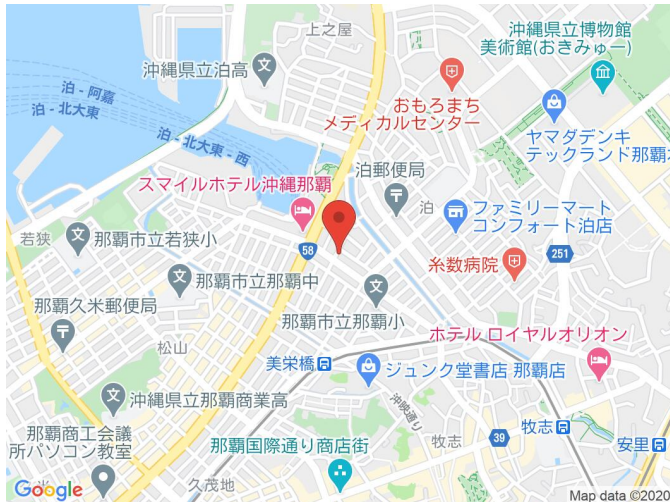 上之屋
沖縄県立博物館
美術館(おきみゅー)
沖縄県立泊高
おもろまち
メディカルセンター
泊 - 阿嘉
泊 - 北大東
泊 - 北大東 - 西
ヤマダデンキ
テックランド那覇
泊郵便局
スマイルホテル沖縄那覇
泊
ファミリーマート
コンフォート泊店
若狭
那覇市立若狭小
58
251
糸数病院
那覇市立那覇中
那覇久米郵便局
那覇市立那覇小
ホテル ロイヤルオリオン
松山
美栄橋
ジュンク堂書店 那覇店
沖縄県立那覇商業高
沖映通り
牧志
39
牧志
安里
那覇商工会議
所パソコン教室
那覇国際通り商店街
久茂地
Google
Map data ©2020